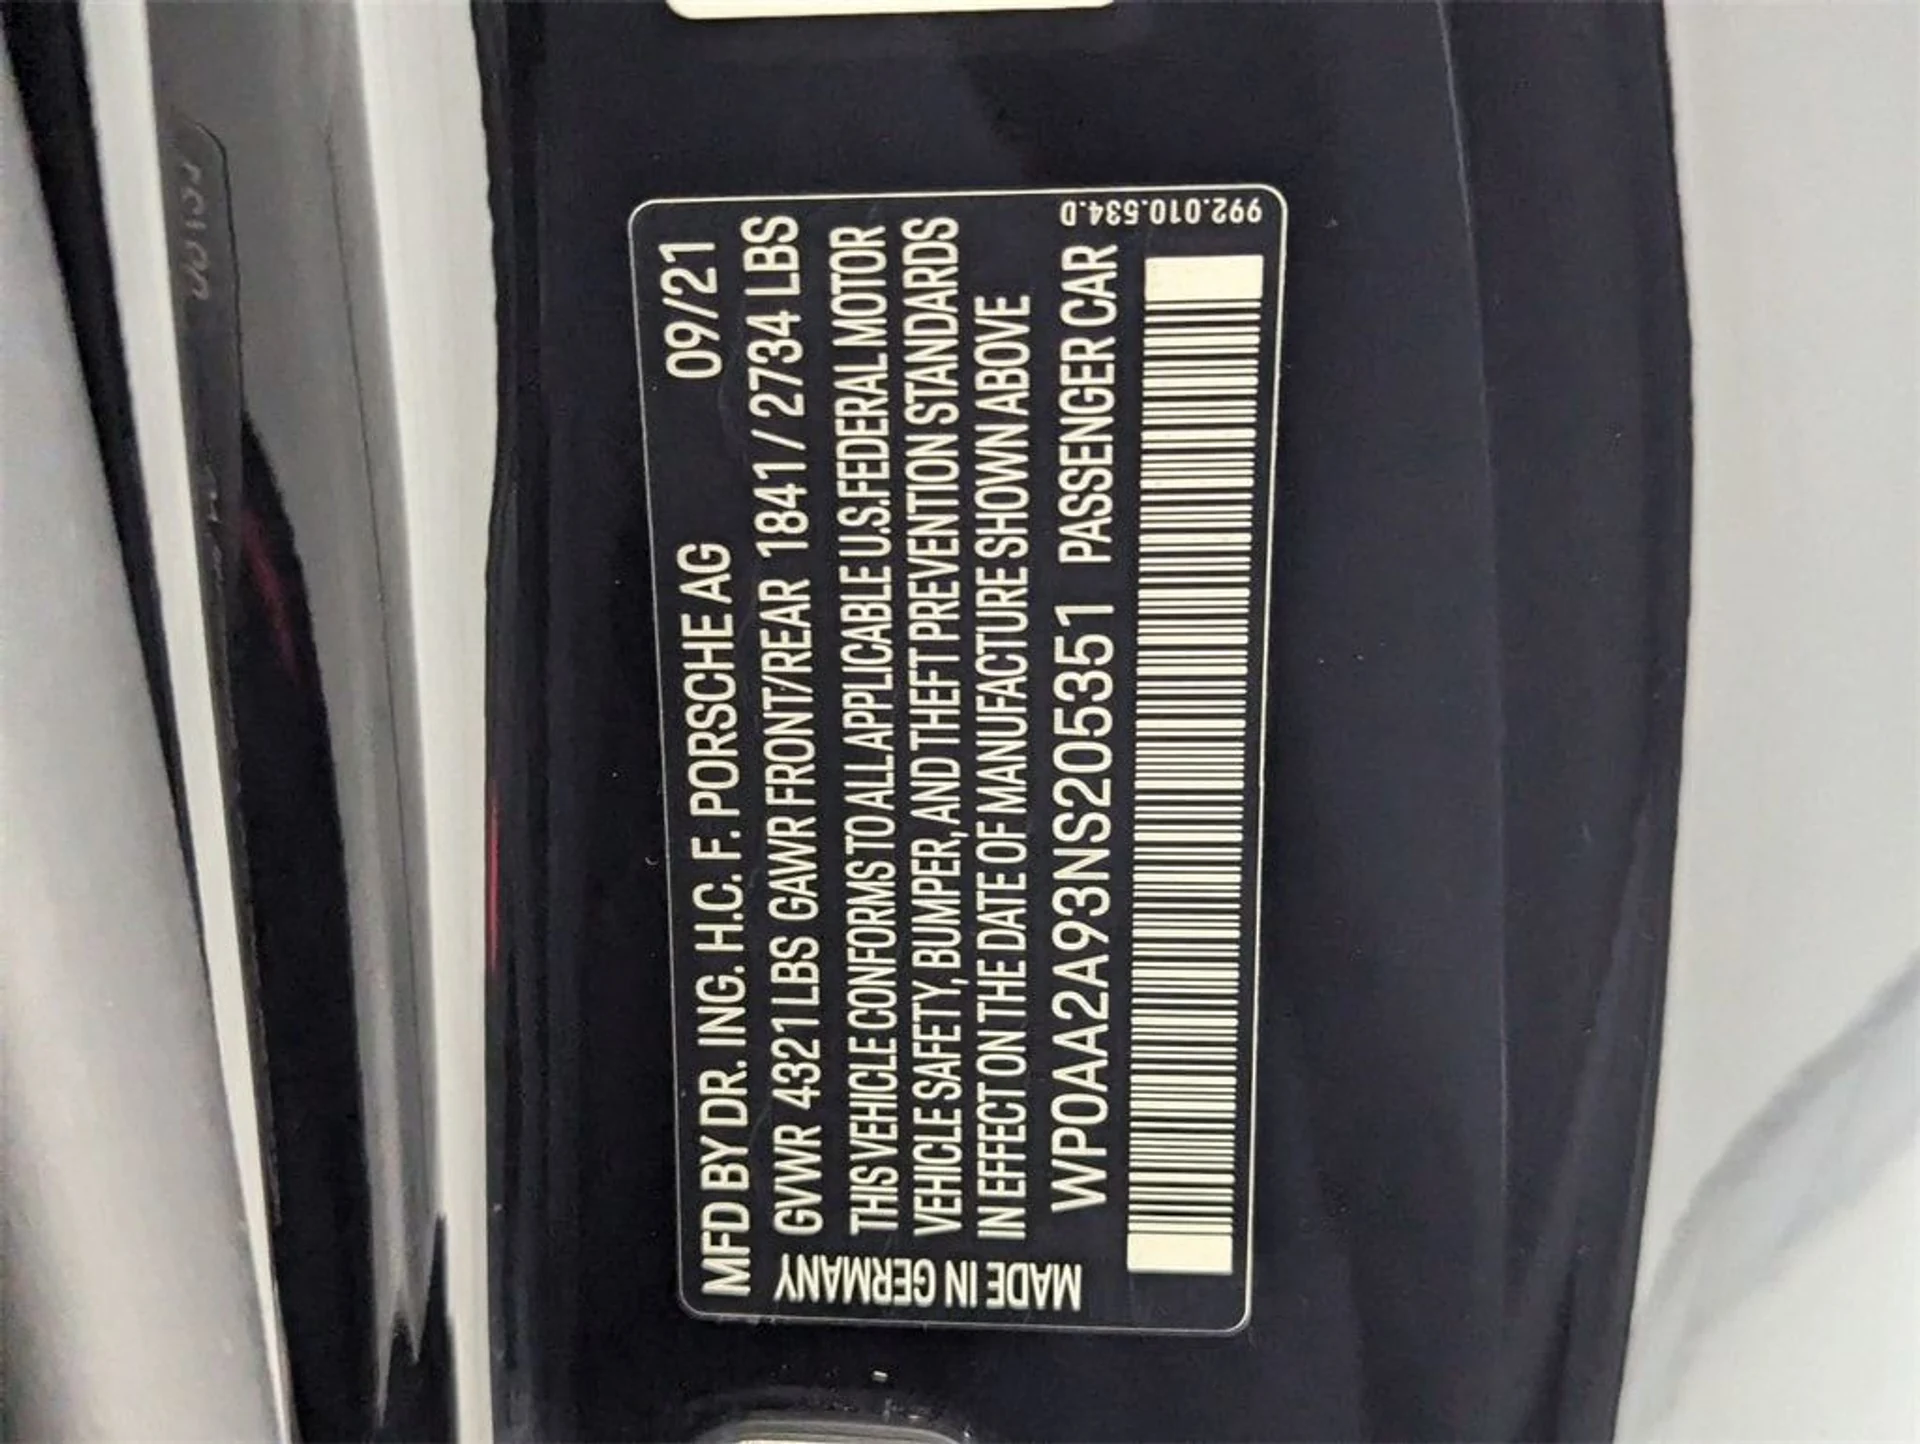 MFD BY DR. ING. H.C. F. PORSCHE AG 09/21
GVWR 4321 LBS GAWR FRONT/REAR 1841 / 2734 LBS
THIS VEHICLE CONFORMS TO ALL APPLICABLE U.S. FEDERAL MOTOR
VEHICLE SAFETY, BUMPER, AND THEFT PREVENTION STANDARDS
IN EFFECT ON THE DATE OF MANUFACTURE SHOWN ABOVE
WP0AA2A93NS205351 PASSENGER CAR
MADE IN GERMANY
992.010.534.D